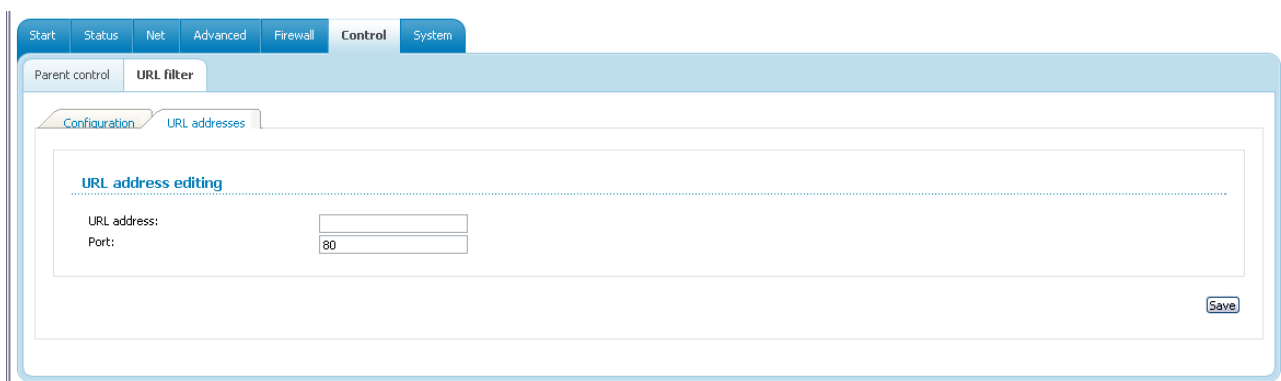 Start Status Net Advanced Firewall Control System
Parent control URL filter
Configuration URL addresses
URL address editing
URL address:
Port: 80
Save